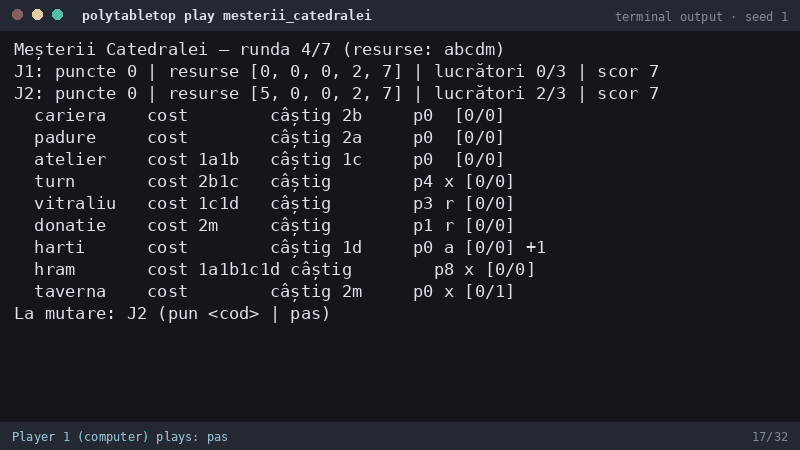 polytabletop play mesterii_catedralei
terminal output · seed 1
Meșterii Catedralei — runda 4/7 (resurse: abcdm)
J1: puncte 0 | resurse [0, 0, 0, 2, 7] | lucrători 0/3 | scor 7
J2: puncte 0 | resurse [5, 0, 0, 2, 7] | lucrători 2/3 | scor 7
cariera cost câștig 2b p0 [0/0]
padure cost câștig 2a p0 [0/0]
atelier cost 1a1b câștig 1c p0 [0/0]
turn cost 2b1c câștig p4 x [0/0]
vitraliu cost 1c1d câștig p3 r [0/0]
donatie cost 2m câștig p1 r [0/0]
harti cost câștig 1d p0 a [0/0] +1
hram cost 1a1b1c1d câștig p8 x [0/0]
taverna cost câștig 2m p0 x [0/1]
La mutare: J2 (pun <cod> | pas)
Player 1 (computer) plays: pas
17/32